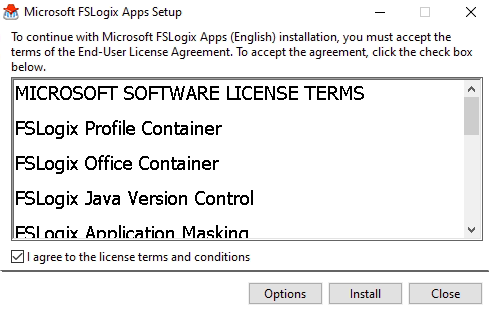 Microsoft FSLogix Apps Setup
To continue with Microsoft FSLogix Apps (English) installation, you must accept the
terms of the End-User License Agreement. To accept the agreement, click the check box
below.
MICROSOFT SOFTWARE LICENSE TERMS
FSLogix Profile Container
FSLogix Office Container
FSLogix Java Version Control
FSLogix Application Masking
I agree to the license terms and conditions
Options
Install
Close